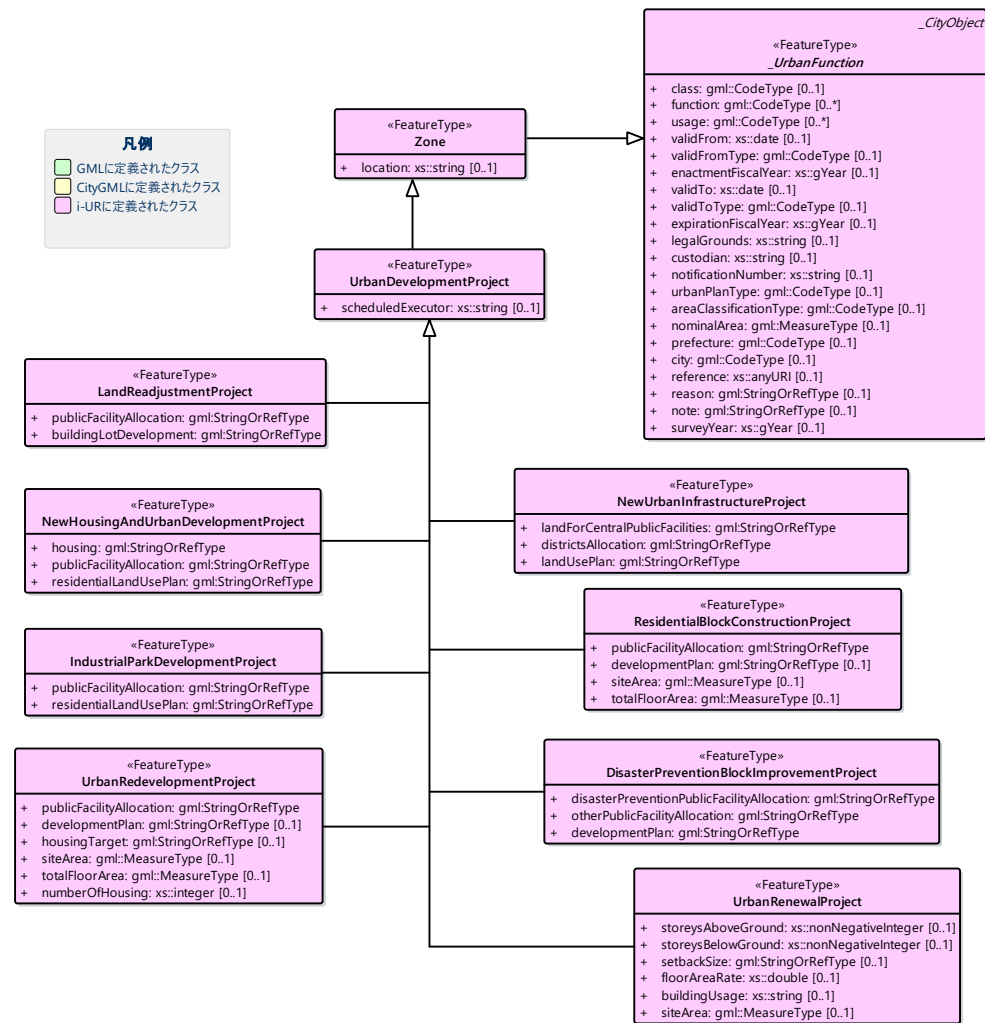 _CityObject
«FeatureType»
_UrbanFunction
+ class: gml::CodeType [0..1]
+ function: gml::CodeType [0..*]
+ usage: gml::CodeType [0..*]
+ validFrom: xs::date [0..1]
+ validFromType: gml::CodeType [0..1]
+ enactmentFiscalYear: xs::gYear [0..1]
+ validTo: xs::date [0..1]
+ validToType: gml::CodeType [0..1]
+ expirationFiscalYear: xs::gYear [0..1]
+ legalGrounds: xs::string [0..1]
+ custodian: xs::string [0..1]
+ notificationNumber: xs::string [0..1]
+ urbanPlanType: gml::CodeType [0..1]
+ areaClassificationType: gml::CodeType [0..1]
+ nominalArea: gml::MeasureType [0..1]
+ prefecture: gml::CodeType [0..1]
+ city: gml::CodeType [0..1]
+ reference: xs::anyURI [0..1]
+ reason: gml:StringOrRefType [0..1]
+ note: gml:StringOrRefType [0..1]
+ surveyYear: xs::gYear [0..1]
«FeatureType»
Zone
+ location: xs::string [0..1]
凡例
GMLに定義されたクラス
CityGMLに定義されたクラス
i-URに定義されたクラス
«FeatureType»
UrbanDevelopmentProject
+ scheduledExecutor: xs::string [0..1]
«FeatureType»
LandReadjustmentProject
+ publicFacilityAllocation: gml:StringOrRefType
+ buildingLotDevelopment: gml:StringOrRefType
«FeatureType»
NewUrbanInfrastructureProject
+ landForCentralPublicFacilities: gml:StringOrRefType
+ districtsAllocation: gml:StringOrRefType
+ landUsePlan: gml:StringOrRefType
«FeatureType»
NewHousingAndUrbanDevelopmentProject
+ housing: gml:StringOrRefType
+ publicFacilityAllocation: gml:StringOrRefType
+ residentialLandUsePlan: gml:StringOrRefType
«FeatureType»
ResidentialBlockConstructionProject
+ publicFacilityAllocation: gml:StringOrRefType
+ developmentPlan: gml:StringOrRefType [0..1]
+ siteArea: gml::MeasureType [0..1]
+ totalFloorArea: gml::MeasureType [0..1]
«FeatureType»
IndustrialParkDevelopmentProject
+ publicFacilityAllocation: gml:StringOrRefType
+ residentialLandUsePlan: gml:StringOrRefType
«FeatureType»
DisasterPreventionBlockImprovementProject
+ disasterPreventionPublicFacilityAllocation: gml:StringOrRefType
+ otherPublicFacilityAllocation: gml:StringOrRefType
+ developmentPlan: gml:StringOrRefType
«FeatureType»
UrbanRedevelopmentProject
+ publicFacilityAllocation: gml:StringOrRefType
+ developmentPlan: gml:StringOrRefType [0..1]
+ housingTarget: gml:StringOrRefType [0..1]
+ siteArea: gml::MeasureType [0..1]
+ totalFloorArea: gml::MeasureType [0..1]
+ numberOfHousing: xs::integer [0..1]
«FeatureType»
UrbanRenewalProject
+ storeysAboveGround: xs::nonNegativeInteger [0..1]
+ storeysBelowGround: xs::nonNegativeInteger [0..1]
+ setbackSize: gml:StringOrRefType [0..1]
+ floorAreaRate: xs::double [0..1]
+ buildingUsage: xs::string [0..1]
+ siteArea: gml::MeasureType [0..1]